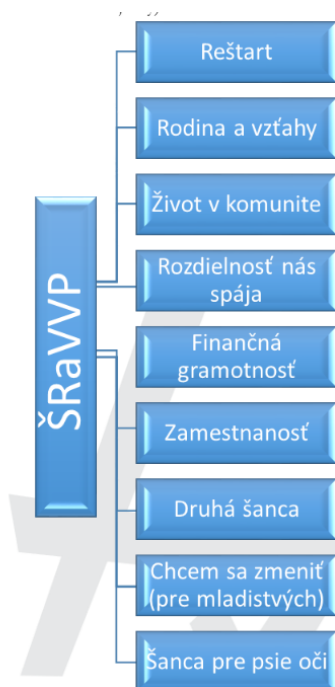 ŠRaVVP
Reštart
Rodina a vzťahy
Život v komunite
Rozdielnosť nás
spája
Finančná
gramotnosť
Zamestnanosť
Druhá šanca
Chcem sa zmeniť
(pre mladistvých)
Šanca pre psie oči